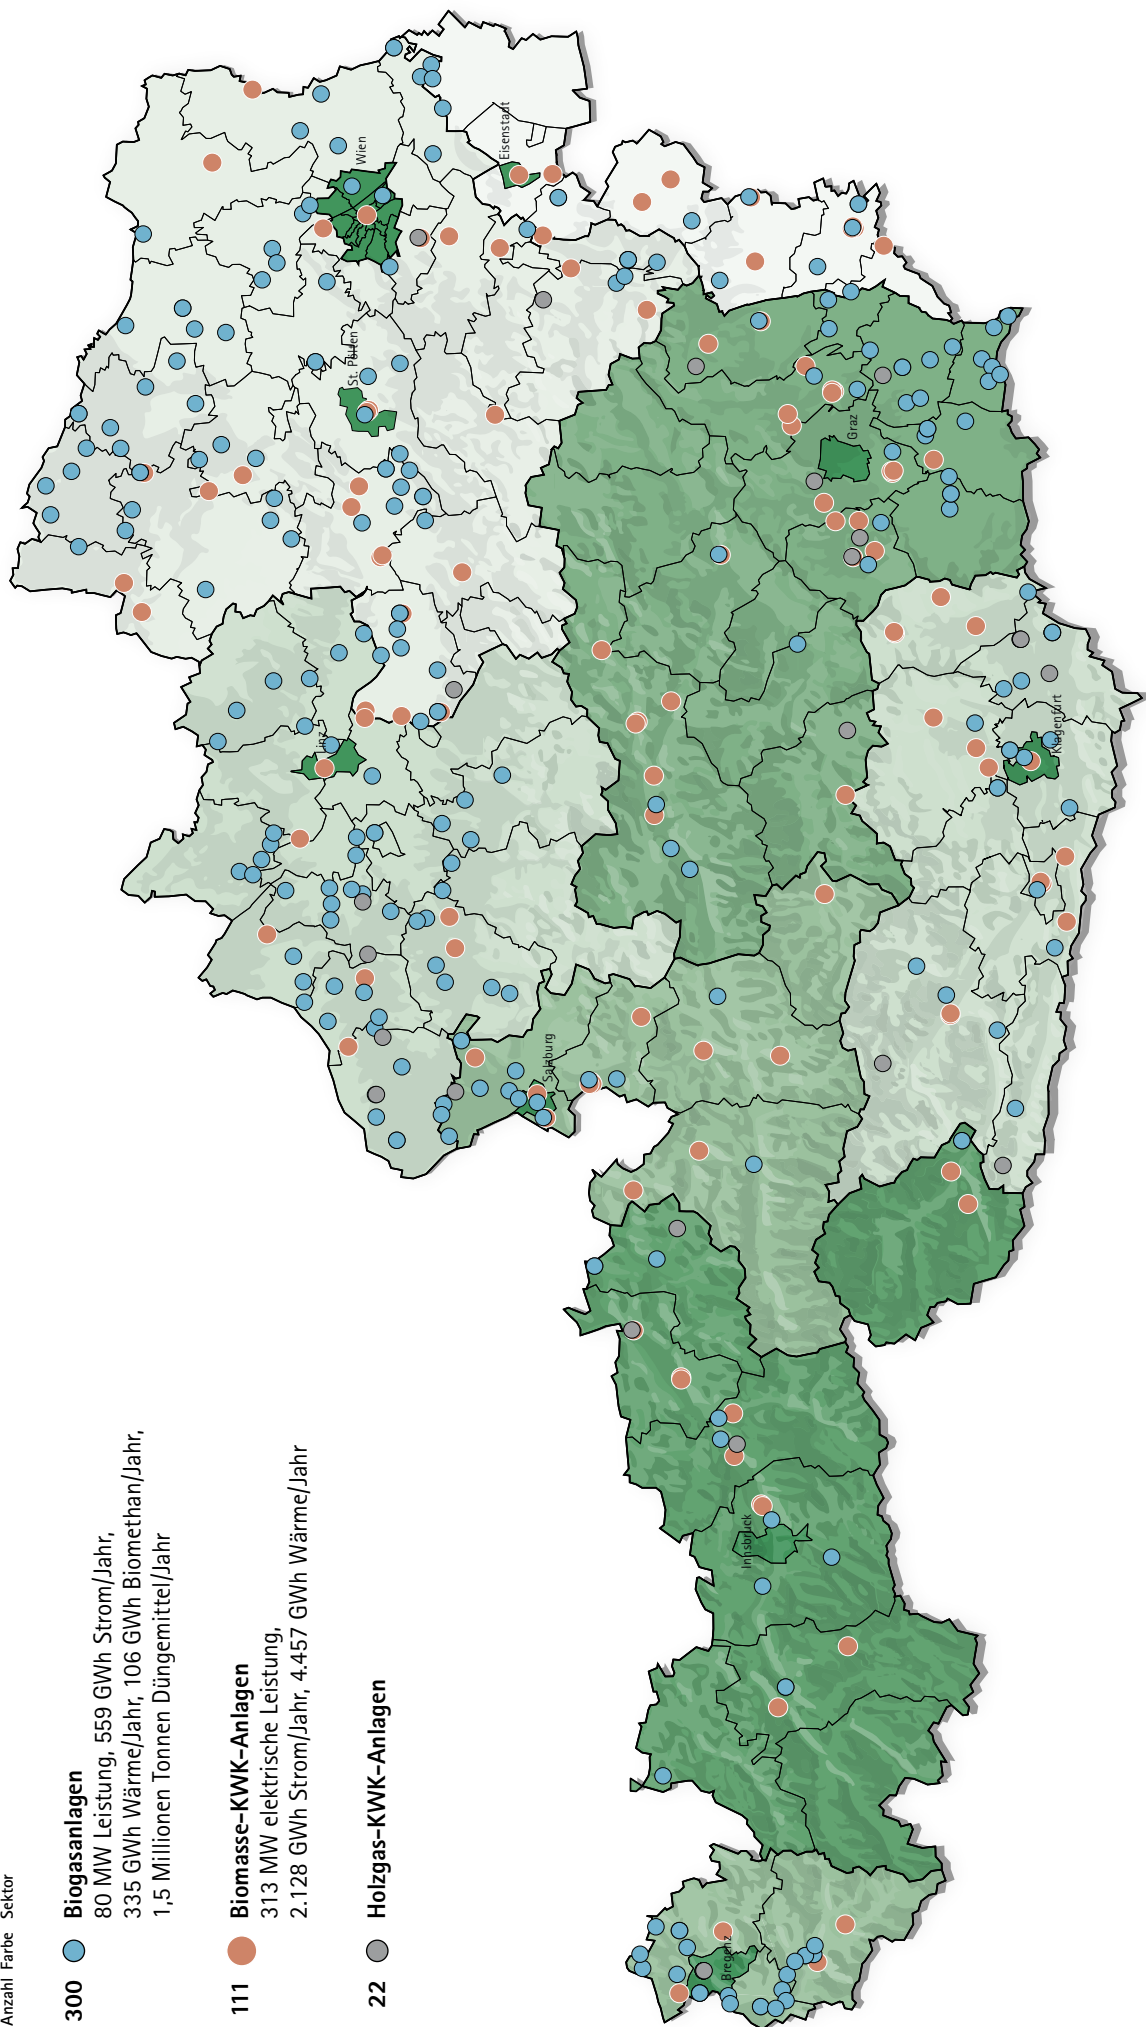 Anzahl Farbe Sektor
300 Biogasanlagen
80 MW Leistung, 559 GWh Strom/Jahr,
335 GWh Wärme/Jahr, 106 GWh Biomethan/Jahr,
1,5 Millionen Tonnen Düngemittel/Jahr
111 Biomasse-KWK-Anlagen
313 MW elektrische Leistung,
2.128 GWh Strom/Jahr, 4.457 GWh Wärme/Jahr
22 Holzgas-KWK-Anlagen
Bregenz
Innsbruck
Salzburg
Linz
St. Pölten
Wien
Eisenstadt
Graz
Klagenfurt